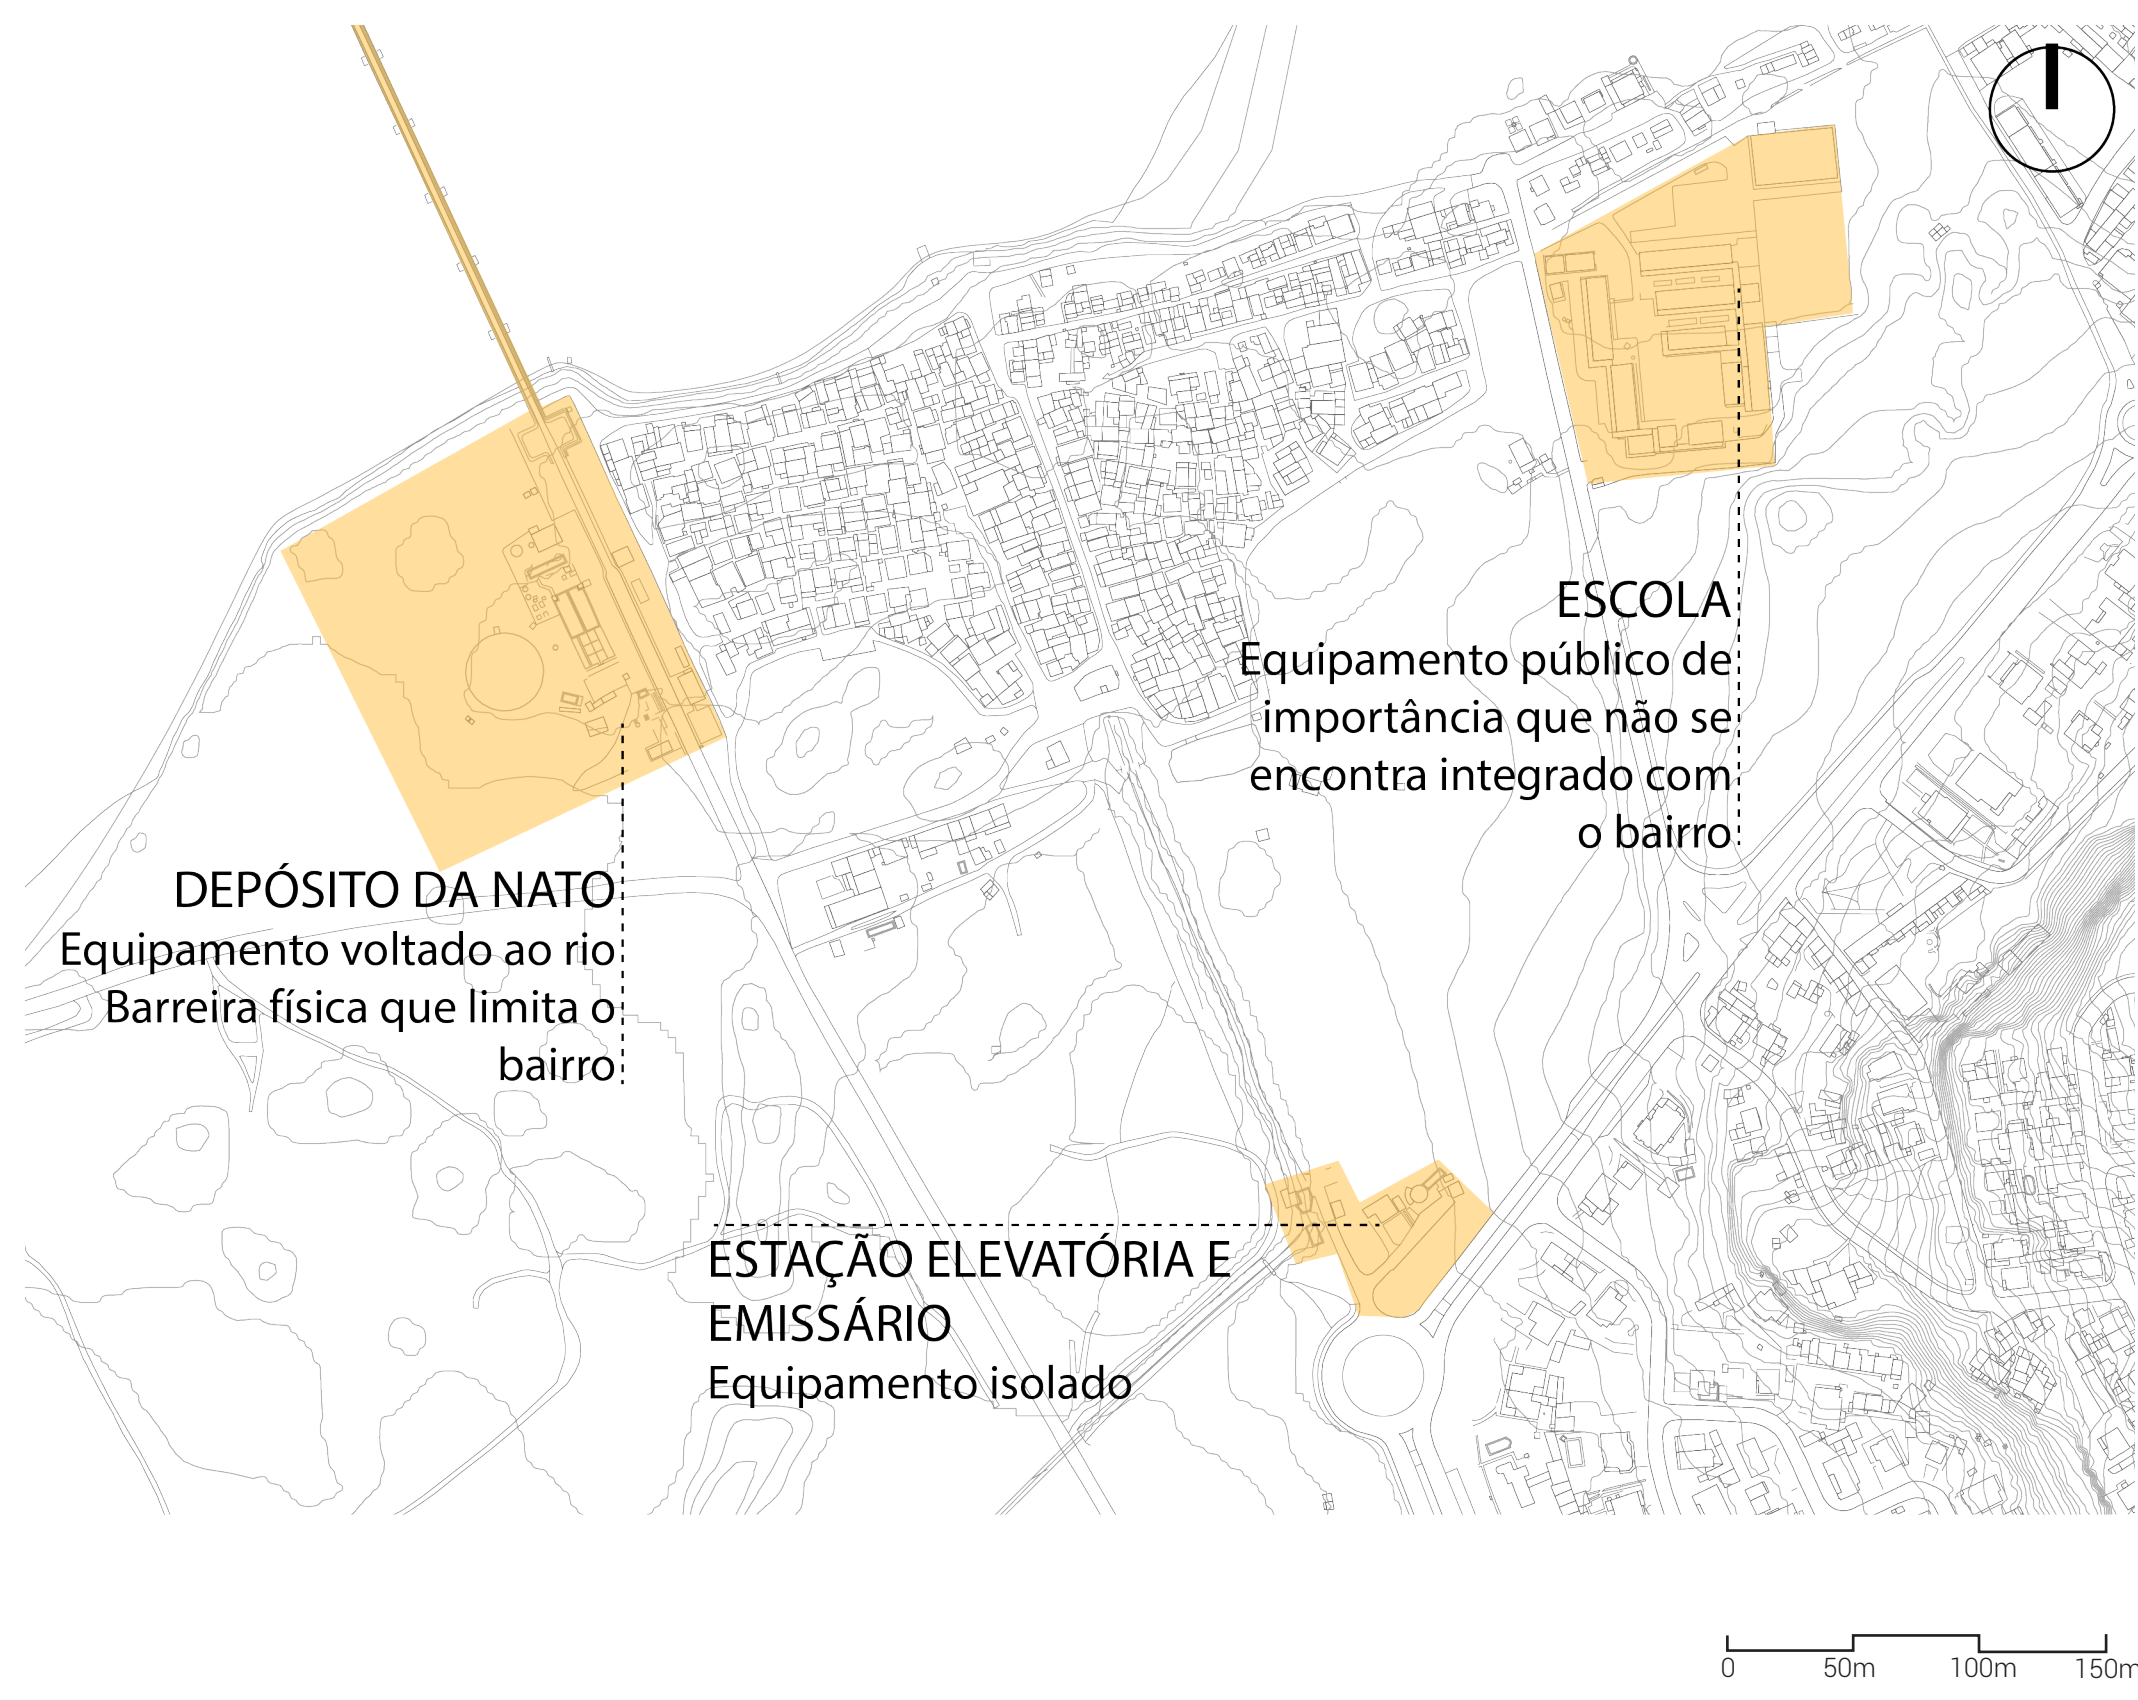 ESCOLA
Equipamento público de
importância que não se
encontra integrado com
o bairro
DEPÓSITO DA NATO
Equipamento voltado ao rio
Barreira física que limita o
bairro
ESTAÇÃO ELEVATÓRIA E
EMISSÁRIO
Equipamento isolado
0 50m 100m 150m